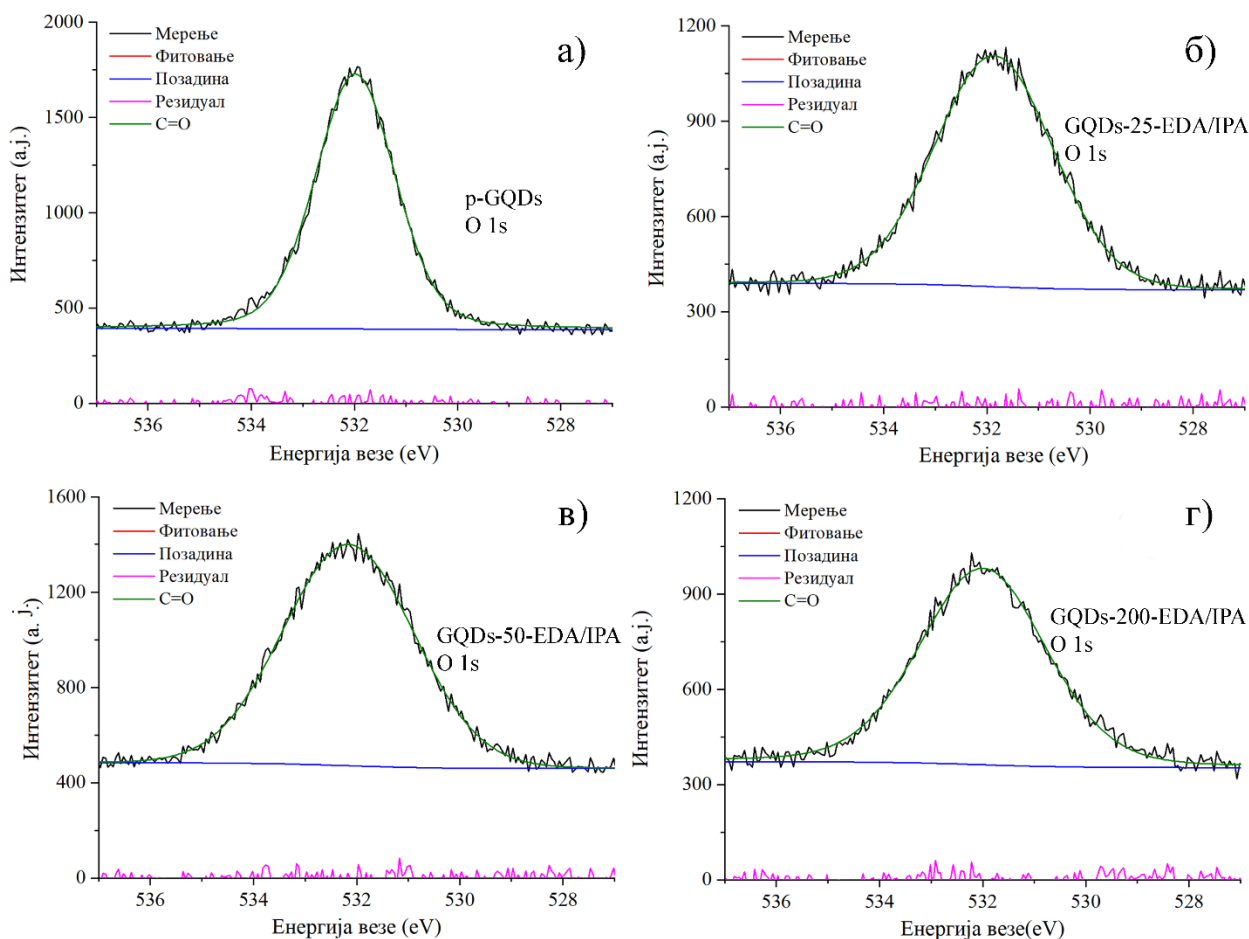 2000
1500
1000
500
0
Интензитет (a.j.)
Мерење
Фитовање
Позадина
Резидуал
C=O
а)
p-GQDs
O 1s
536
534
532
530
528
Енергија везе (eV)
1200
900
600
300
0
Интензитет (a.j.)
Мерење
Фитовање
Позадина
Резидуал
C=O
б)
GQDs-25-EDA/IPA
O 1s
536
534
532
530
528
Енергија везе (eV)
1600
1200
800
400
0
Интензитет (a. j.)
Мерење
Фитовање
Позадина
Резидуал
C=O
в)
GQDs-50-EDA/IPA
O 1s
536
534
532
530
528
Енергија везе (eV)
1200
900
600
300
0
Интензитет (a.j.)
Мерење
Фитовање
Позадина
Резидуал
C=O
г)
GQDs-200-EDA/IPA
O 1s
536
534
532
530
528
Енергија везе(eV)